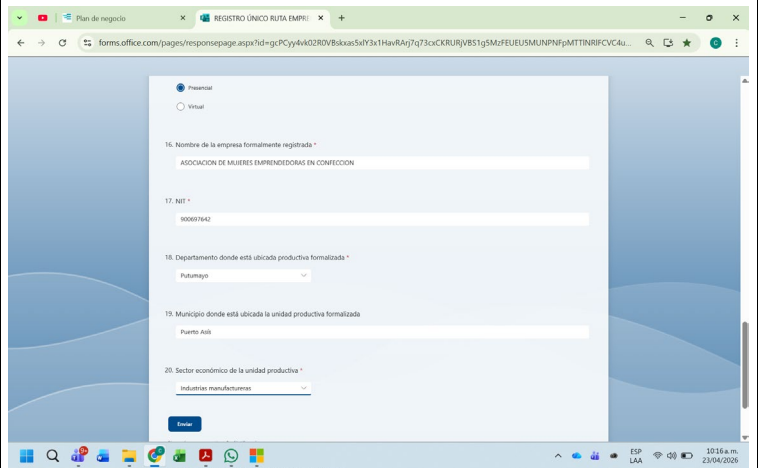 Plan de negocio
REGISTRO ÚNICO RUTA EMPRE
forms.office.com/pages/responsepage.aspx?id=gcPCyy4vk02R0VBskxas5xlY3x1HavRArj7q73cxCKRURjVBS1g5MzFEUEU5MUNPNFpMTTlNRlFCVC4u...
C
Presencial
Virtual
16. Nombre de la empresa formalmente registrada *
ASOCIACION DE MUJERES EMPRENDEDORAS EN CONFECCION
17. NIT *
900697642
18. Departamento donde está ubicada productiva formalizada *
Putumayo
19. Municipio donde está ubicada la unidad productiva formalizada
Puerto Asís
20. Sector económico de la unidad productiva *
Industrias manufactureras
Enviar
ESP
LAA
10:16 a. m.
23/04/2026